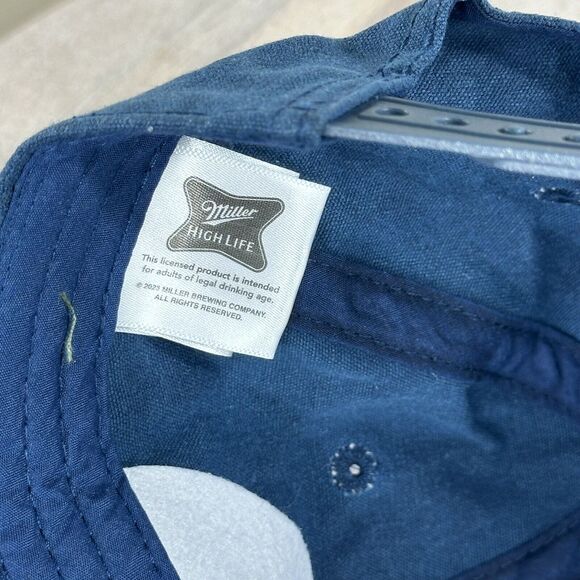 Miller
HIGH LIFE
This licensed product is intended
for adults of legal drinking age.
© 2023 MILLER BREWING COMPANY.
ALL RIGHTS RESERVED.